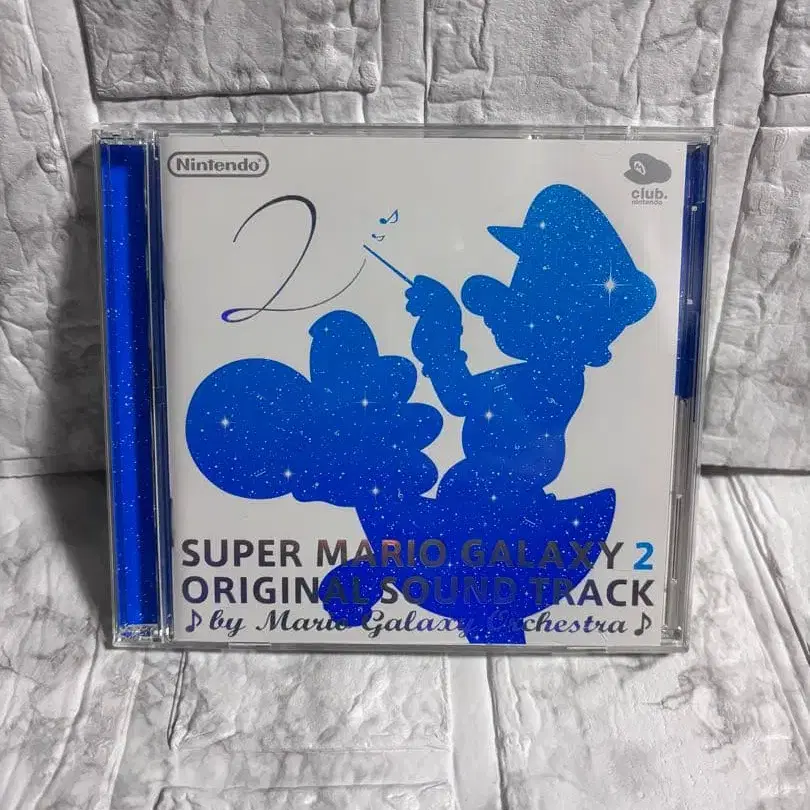 Nintendo®
club.
nintendo
2
SUPER MARIO GALAXY 2
ORIGINAL SOUND TRACK
♪ by Mario Galaxy Orchestra ♪